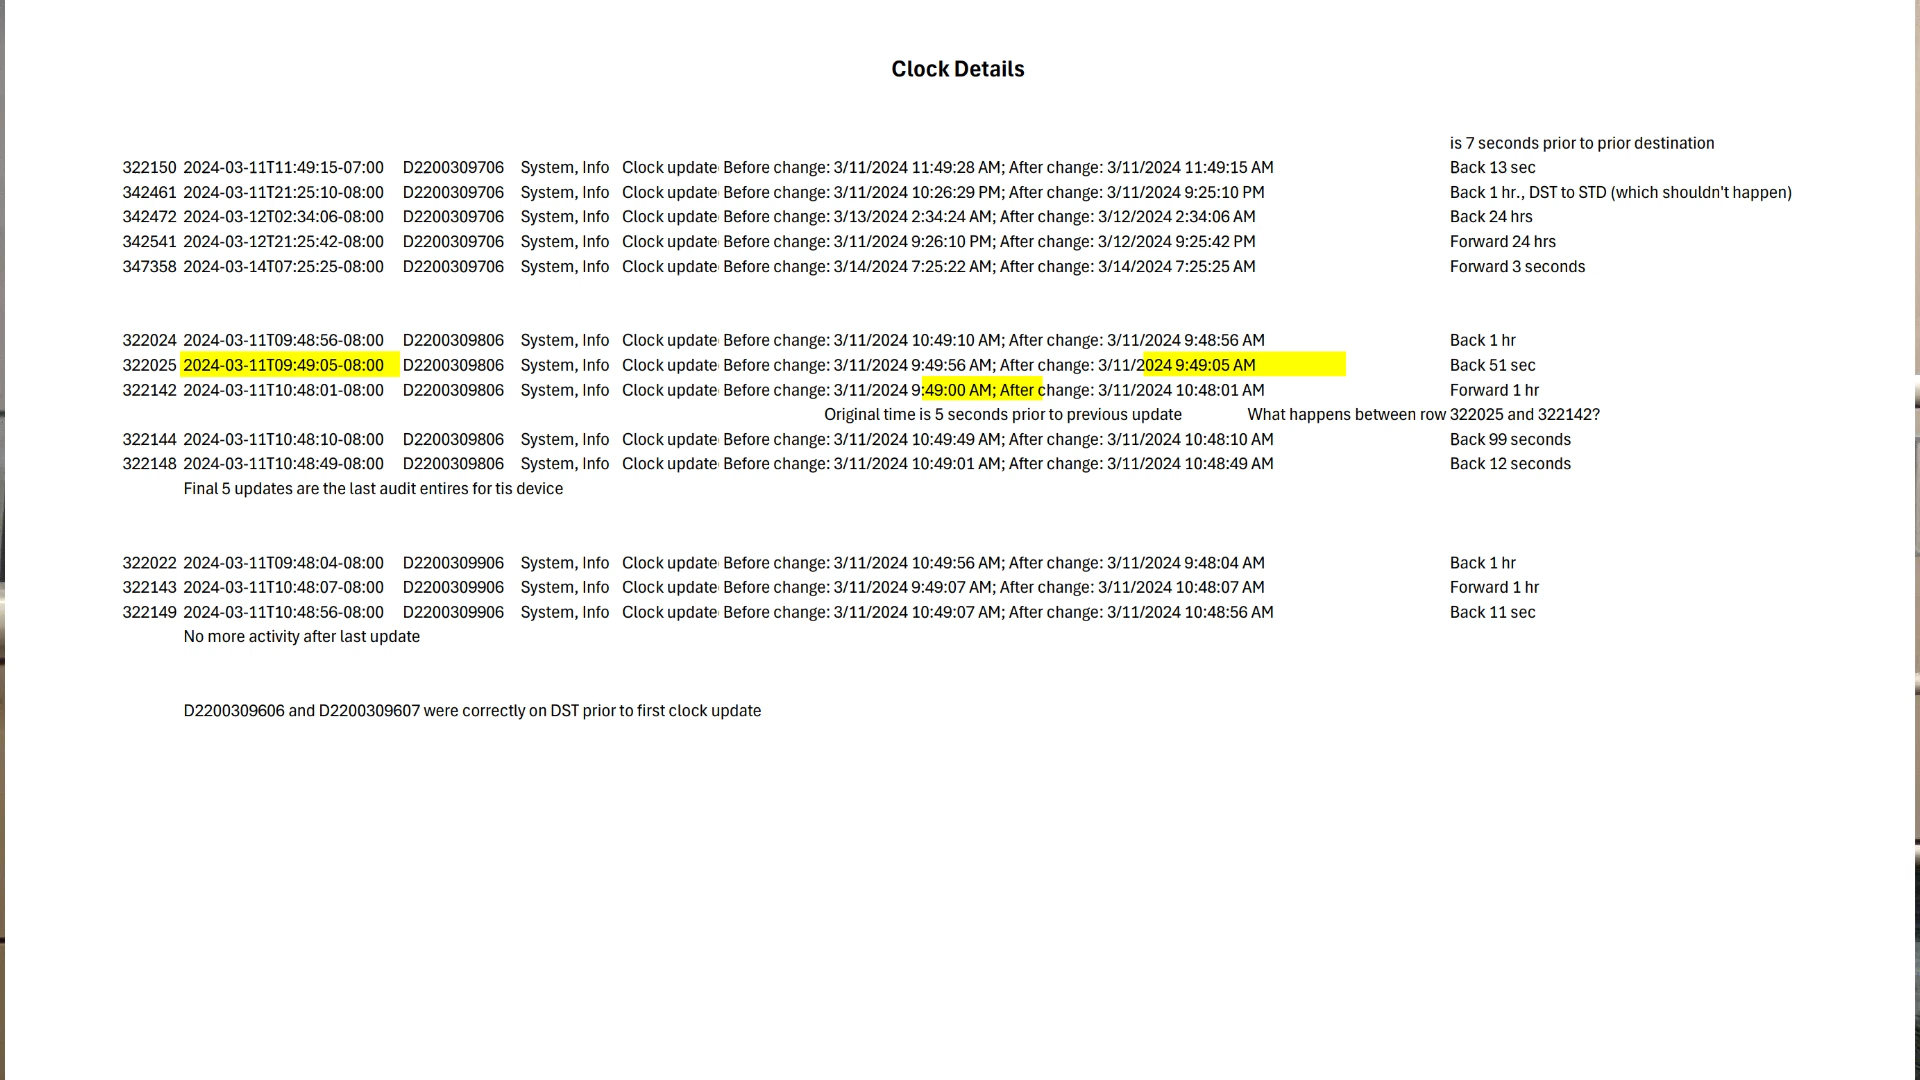 Clock Details
is 7 seconds prior to prior destination
322150 2024-03-11T11:49:15-07:00 D2200309706 System, Info Clock update Before change: 3/11/2024 11:49:28 AM; After change: 3/11/2024 11:49:15 AM Back 13 sec
342461 2024-03-11T21:25:10-08:00 D2200309706 System, Info Clock update Before change: 3/11/2024 10:26:29 PM; After change: 3/11/2024 9:25:10 PM Back 1 hr., DST to STD (which shouldn't happen)
342472 2024-03-12T02:34:06-08:00 D2200309706 System, Info Clock update Before change: 3/13/2024 2:34:24 AM; After change: 3/12/2024 2:34:06 AM Back 24 hrs
342541 2024-03-12T21:25:42-08:00 D2200309706 System, Info Clock update Before change: 3/11/2024 9:26:10 PM; After change: 3/12/2024 9:25:42 PM Forward 24 hrs
347358 2024-03-14T07:25:25-08:00 D2200309706 System, Info Clock update Before change: 3/14/2024 7:25:22 AM; After change: 3/14/2024 7:25:25 AM Forward 3 seconds
322024 2024-03-11T09:48:56-08:00 D2200309806 System, Info Clock update Before change: 3/11/2024 10:49:10 AM; After change: 3/11/2024 9:48:56 AM Back 1 hr
322025 2024-03-11T09:49:05-08:00 D2200309806 System, Info Clock update Before change: 3/11/2024 9:49:56 AM; After change: 3/11/2024 9:49:05 AM Back 51 sec
322142 2024-03-11T10:48:01-08:00 D2200309806 System, Info Clock update Before change: 3/11/2024 9:49:00 AM; After change: 3/11/2024 10:48:01 AM Forward 1 hr
Original time is 5 seconds prior to previous update What happens between row 322025 and 322142?
322144 2024-03-11T10:48:10-08:00 D2200309806 System, Info Clock update Before change: 3/11/2024 10:49:49 AM; After change: 3/11/2024 10:48:10 AM Back 99 seconds
322148 2024-03-11T10:48:49-08:00 D2200309806 System, Info Clock update Before change: 3/11/2024 10:49:01 AM; After change: 3/11/2024 10:48:49 AM Back 12 seconds
Final 5 updates are the last audit entires for tis device
322022 2024-03-11T09:48:04-08:00 D2200309906 System, Info Clock update Before change: 3/11/2024 10:49:56 AM; After change: 3/11/2024 9:48:04 AM Back 1 hr
322143 2024-03-11T10:48:07-08:00 D2200309906 System, Info Clock update Before change: 3/11/2024 9:49:07 AM; After change: 3/11/2024 10:48:07 AM Forward 1 hr
322149 2024-03-11T10:48:56-08:00 D2200309906 System, Info Clock update Before change: 3/11/2024 10:49:07 AM; After change: 3/11/2024 10:48:56 AM Back 11 sec
No more activity after last update
D2200309606 and D2200309607 were correctly on DST prior to first clock update